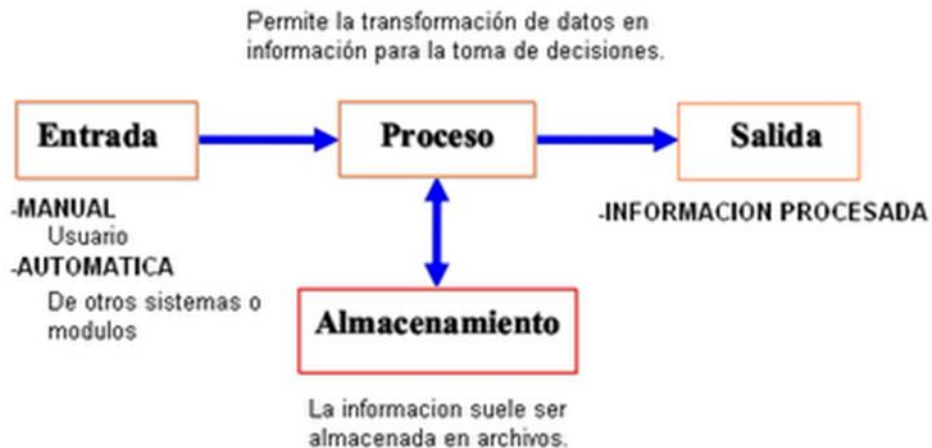 Permite la transformación de datos en
información para la toma de decisiones.
Entrada
Proceso
Salida
-MANUAL
Usuario
-AUTOMATICA
De otros sistemas o
modulos
-INFORMACION PROCESADA
Almacenamiento
La informacion suele ser
almacenada en archivos.